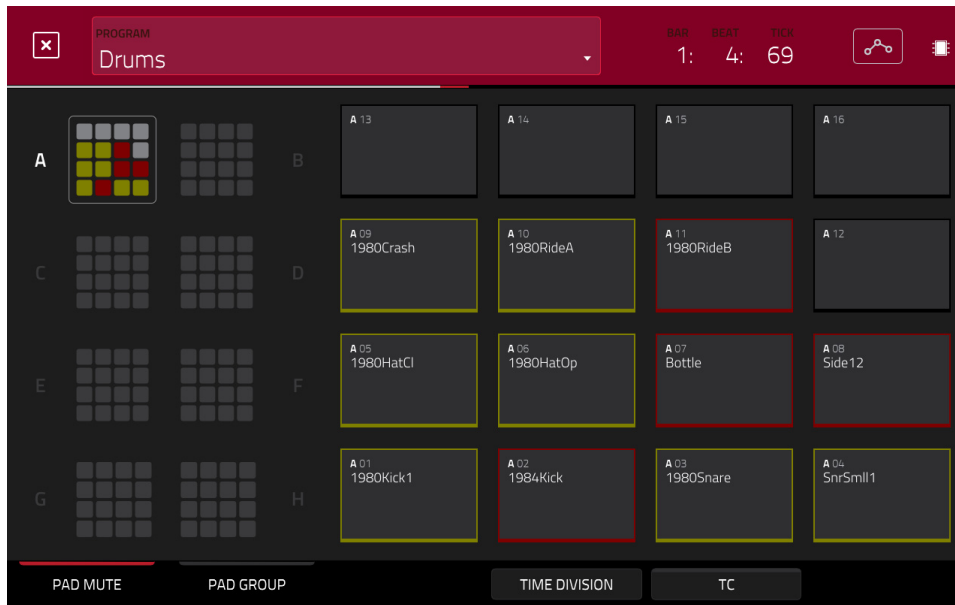 PROGRAM
Drums
BAR BEAT TICK
1: 4: 69
A 13
A 14
A 15
A 16
A
B
A 09
1980Crash
A 10
1980RideA
A 11
1980RideB
A 12
C
D
A 05
1980HatCl
A 06
1980HatOp
A 07
Bottle
A 08
Side12
E
F
A 01
1980Kick1
A 02
1984Kick
A 03
1980Snare
A 04
SnrSmll1
G
H
PAD MUTE
PAD GROUP
TIME DIVISION
TC